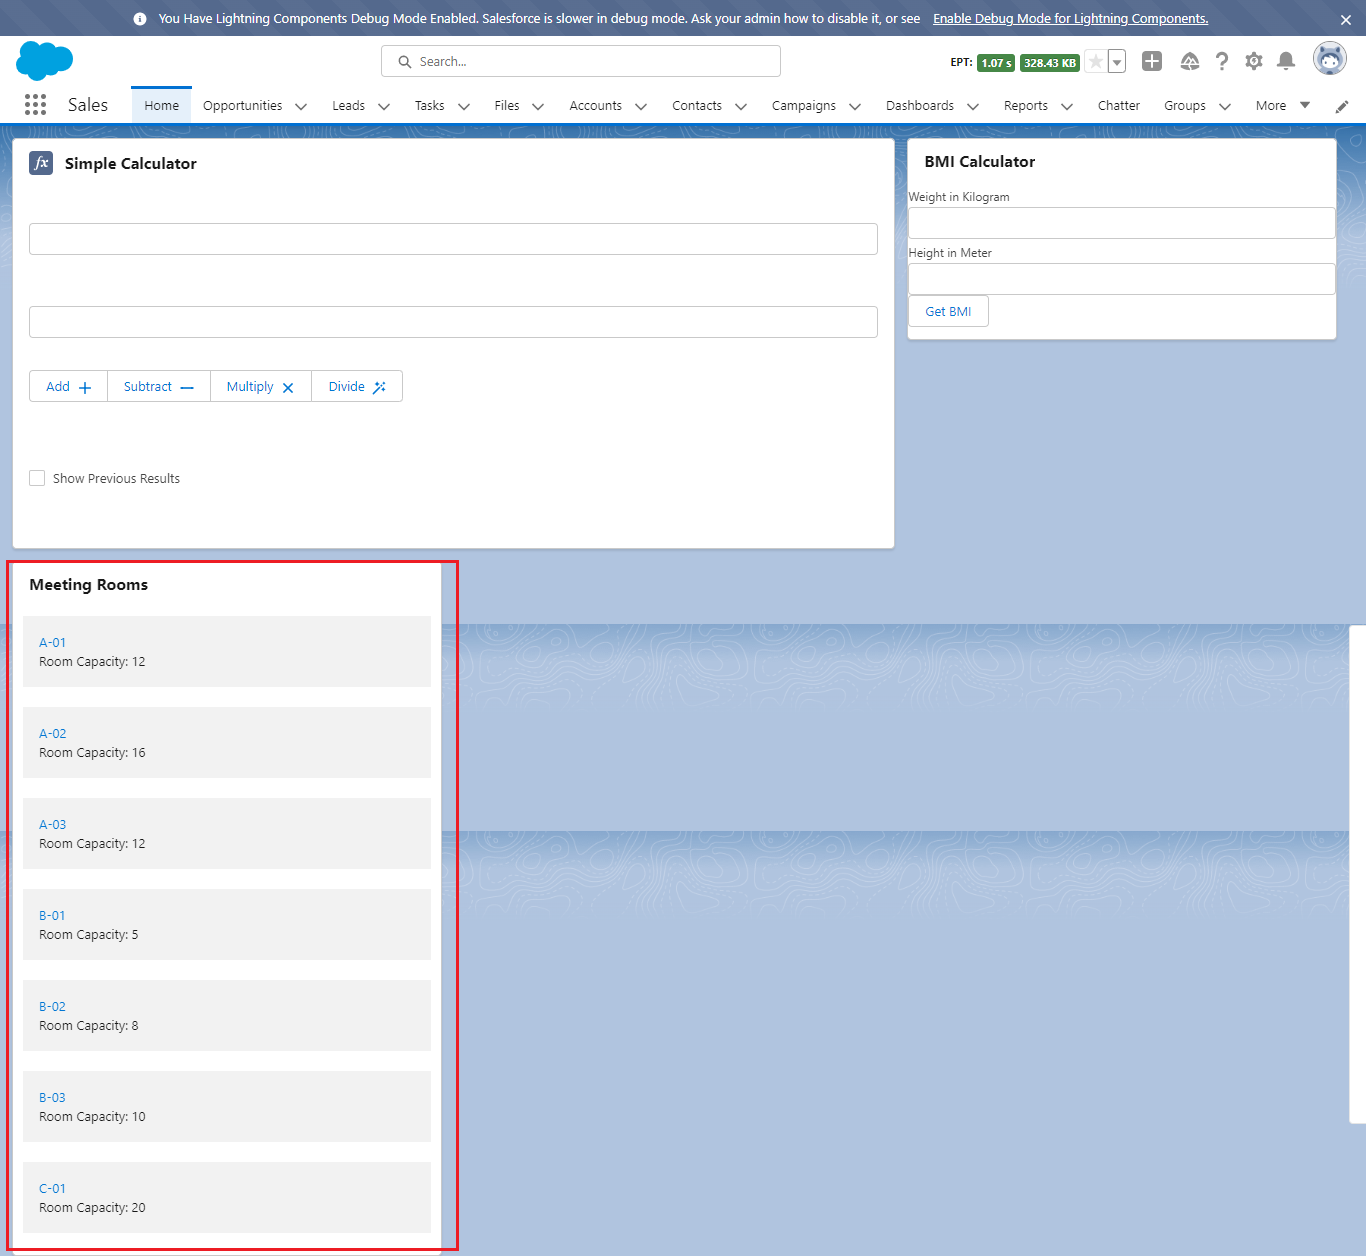 You Have Lightning Components Debug Mode Enabled. Salesforce is slower in debug mode. Ask your admin how to disable it, or see Enable Debug Mode for Lightning Components.
Search...
EPT: 1.07 s 328.43 KB
Sales Home Opportunities Leads Tasks Files Accounts Contacts Campaigns Dashboards Reports Chatter Groups More
fx Simple Calculator
Add Subtract Multiply Divide
Show Previous Results
BMI Calculator
Weight in Kilogram
Height in Meter
Get BMI
Meeting Rooms
A-01
Room Capacity: 12
A-02
Room Capacity: 16
A-03
Room Capacity: 12
B-01
Room Capacity: 5
B-02
Room Capacity: 8
B-03
Room Capacity: 10
C-01
Room Capacity: 20